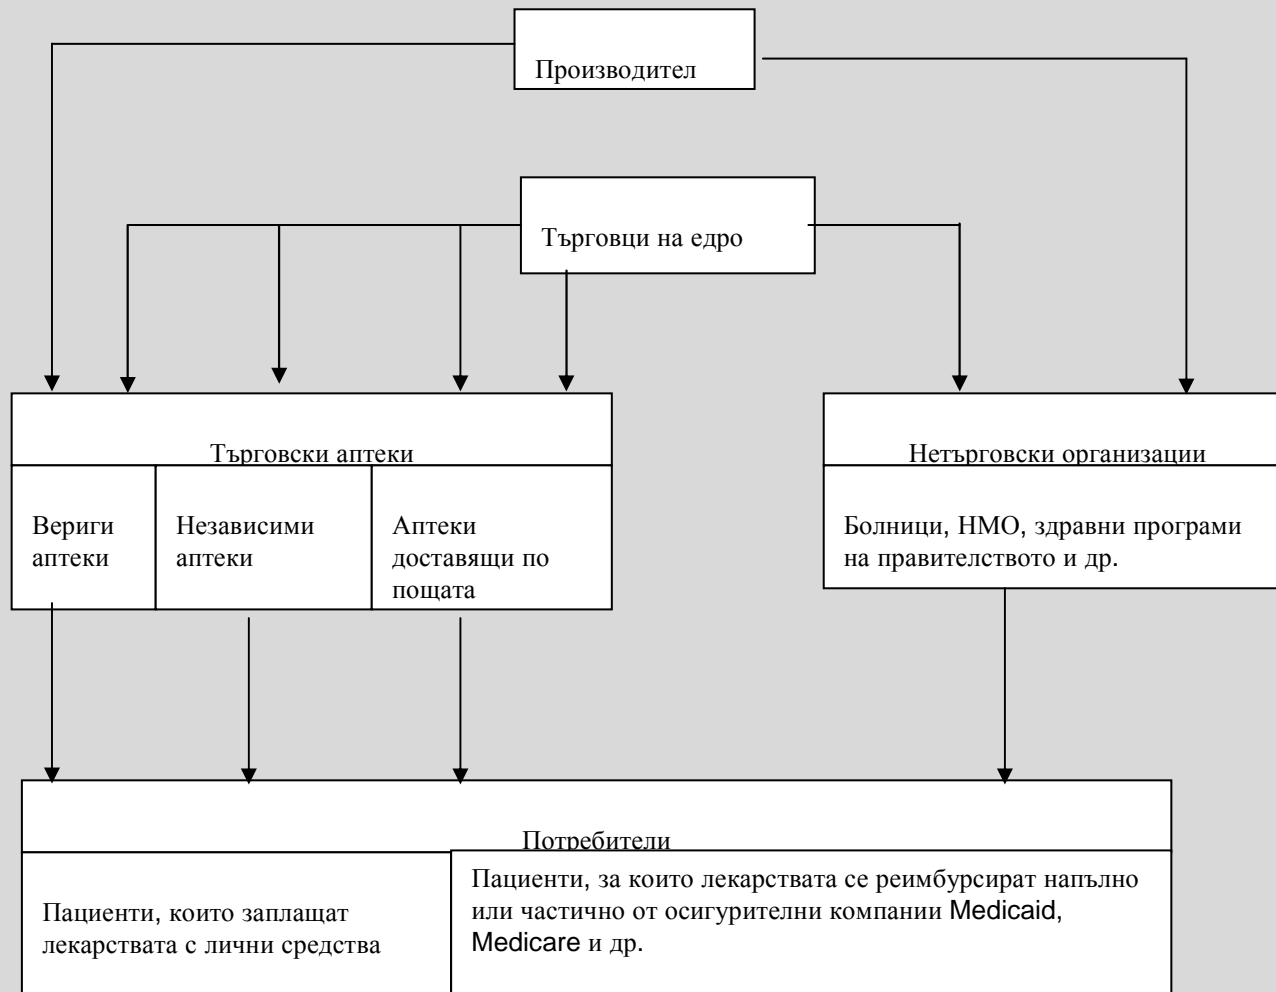 Производител
Търговци на едро
Търговски аптеки
Вериги
аптеки
Независими
аптеки
Аптеки
доставящи по
пощата
Нетърговски организации
Болници, НМО, здравни програми
на правителството и др.
Потребители
Пациенти, които заплащат
лекарствата с лични средства
Пациенти, за които лекарствата се реимбурсират напълно
или частично от осигурителни компании Medicaid,
Medicare и др.